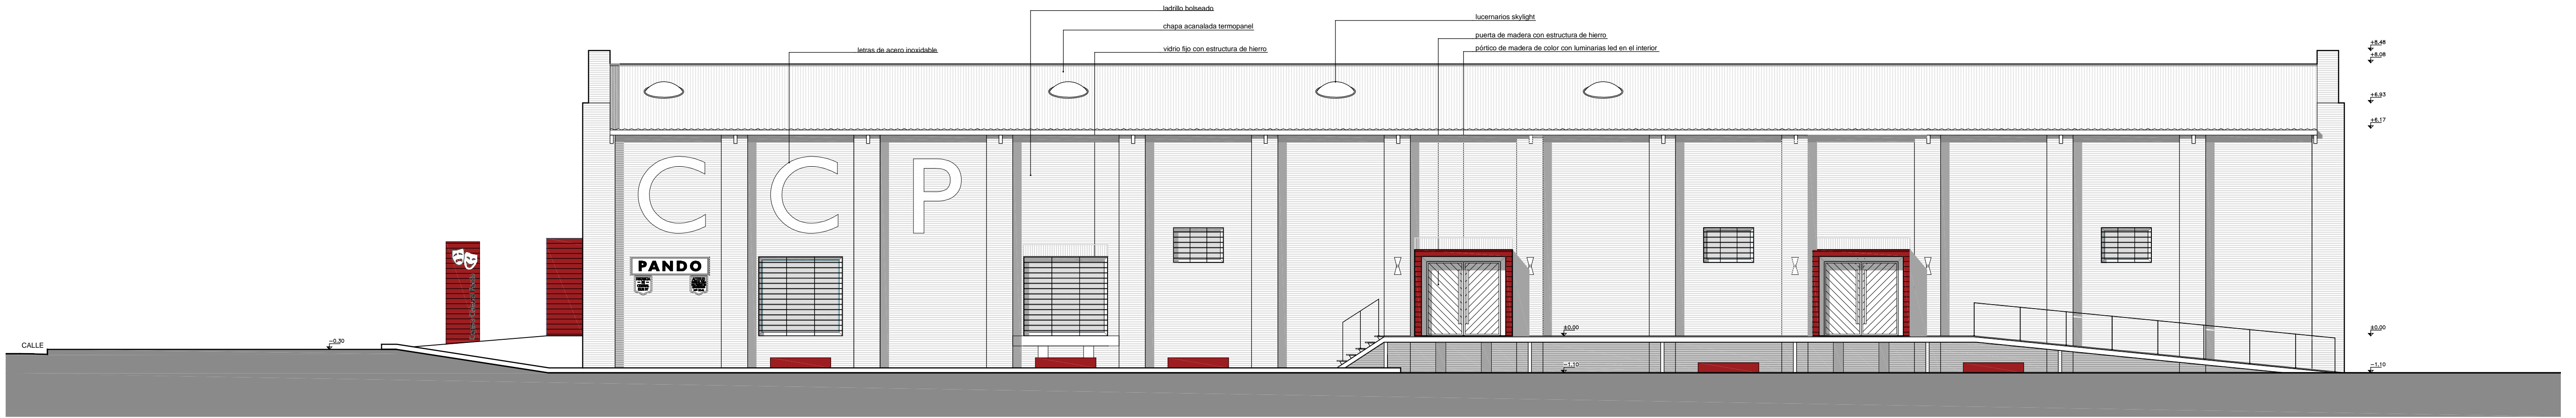 ladrillo bolseado
chapa acanalada termopanel
letras de acero inoxidable
vidrio fijo con estructura de hierro
lucernarios skylight
puerta de madera con estructura de hierro
pórtico de madera de color con luminarias led en el interior
+8,48
+8,08
+6,93
+6,17
C C P
PANDO
CALLE
-0,30
±0,00
±0,00
-1,10
-1,10